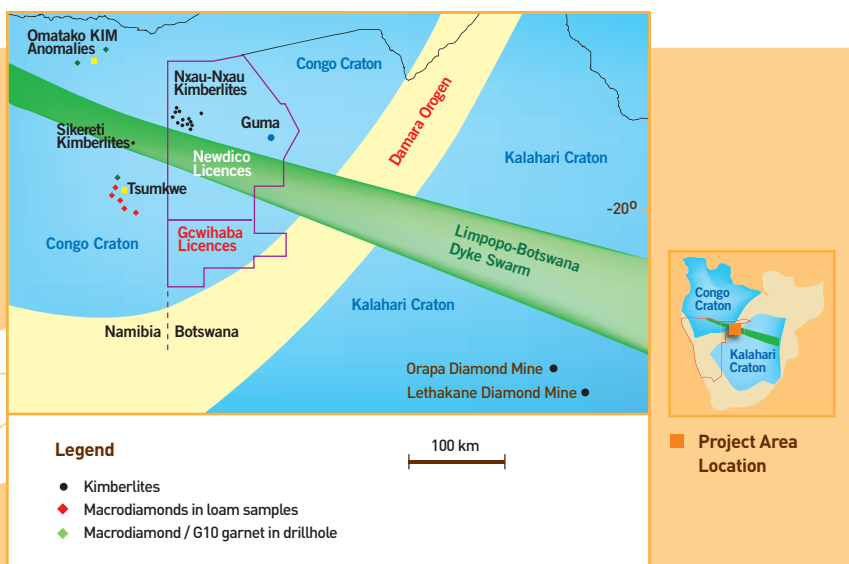 Omatako KIM
Anomalies
Nxau-Nxau
Kimberlites
Congo Craton
Damara Orogen
Sikereti
Kimberlites
Guma
Newdico
Licences
Kalahari Craton
Tsumkwe
-20º
Congo Craton
Gcwihaba
Licences
Limpopo-Botswana
Dyke Swarm
Kalahari Craton
Namibia
Botswana
Orapa Diamond Mine
Lethakane Diamond Mine
Congo
Craton
Kalahari
Craton
Project Area
Location
Legend
100 km
Kimberlites
Macrodiamonds in loam samples
Macrodiamond / G10 garnet in drillhole